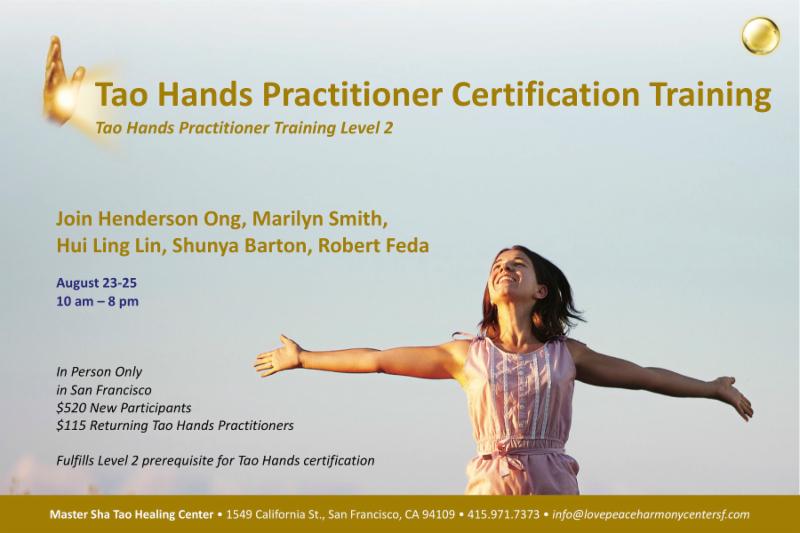 Tao Hands Practitioner Certification Training
Tao Hands Practitioner Training Level 2
Join Henderson Ong, Marilyn Smith,
Hui Ling Lin, Shunya Barton, Robert Feda
August 23-25
10 am – 8 pm
In Person Only
in San Francisco
$520 New Participants
$115 Returning Tao Hands Practitioners
Fulfills Level 2 prerequisite for Tao Hands certification
Master Sha Tao Healing Center • 1549 California St., San Francisco, CA 94109 • 415.971.7373 • info@lovepeaceharmonycentersf.com